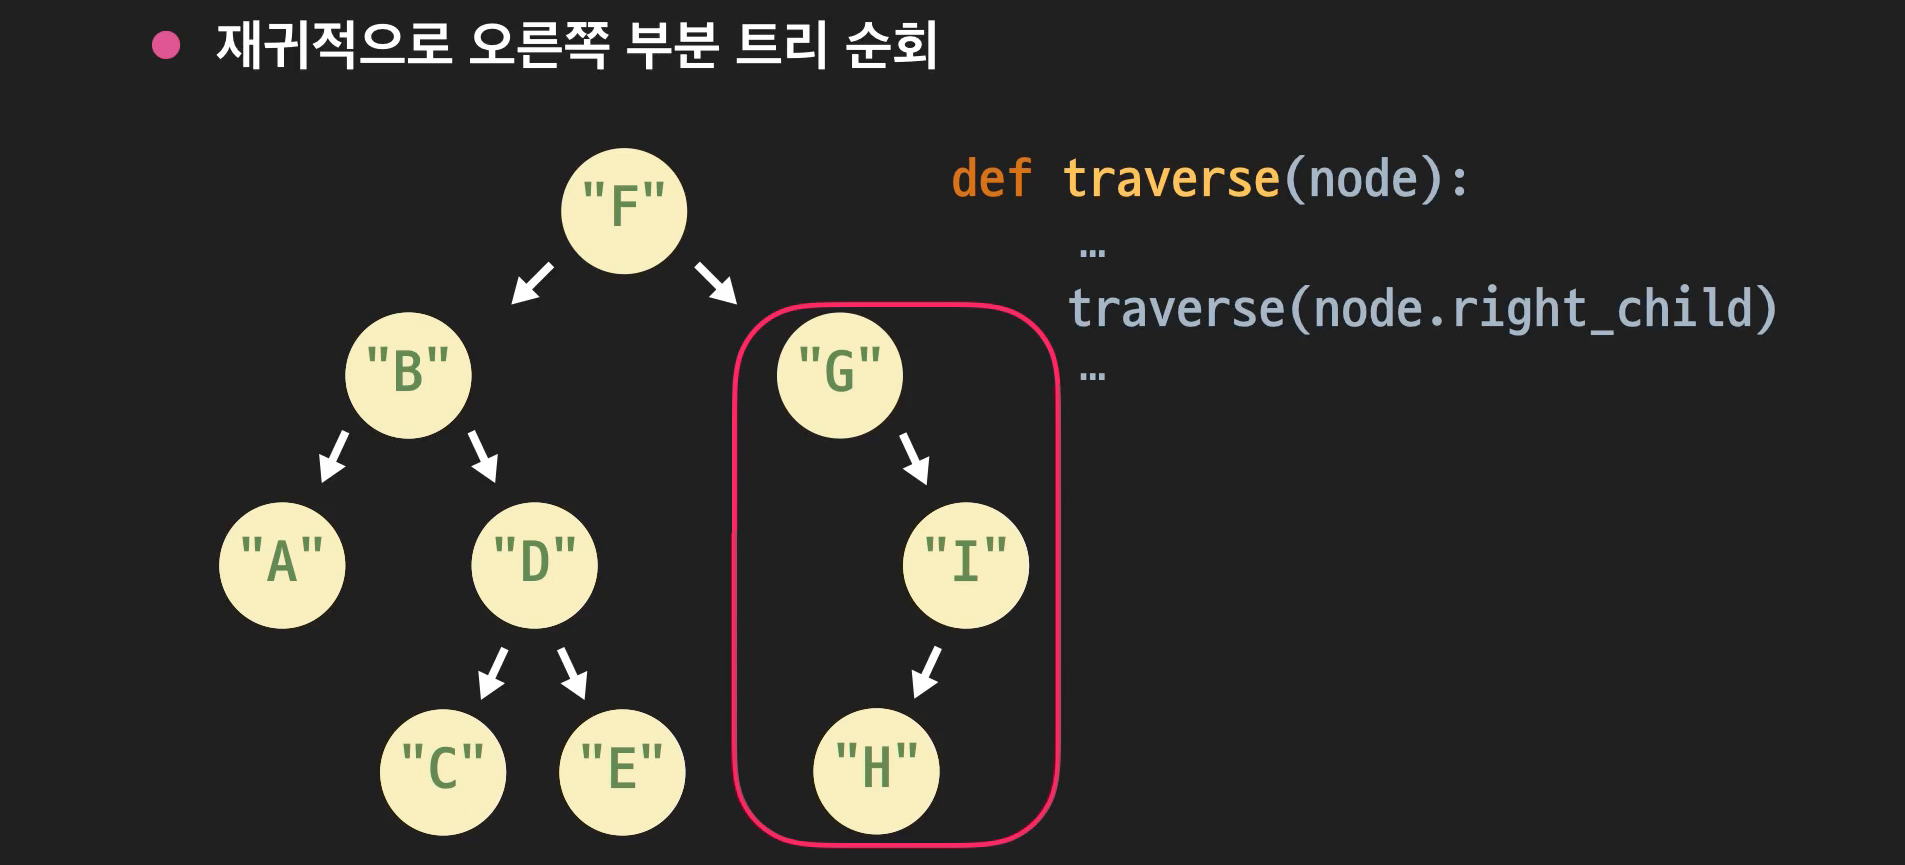 재귀적으로 오른쪽 부분 트리 순회
def traverse(node):
…
traverse(node.right_child)
…
"F"
"B"
"G"
"A"
"D"
"I"
"C"
"E"
"H"